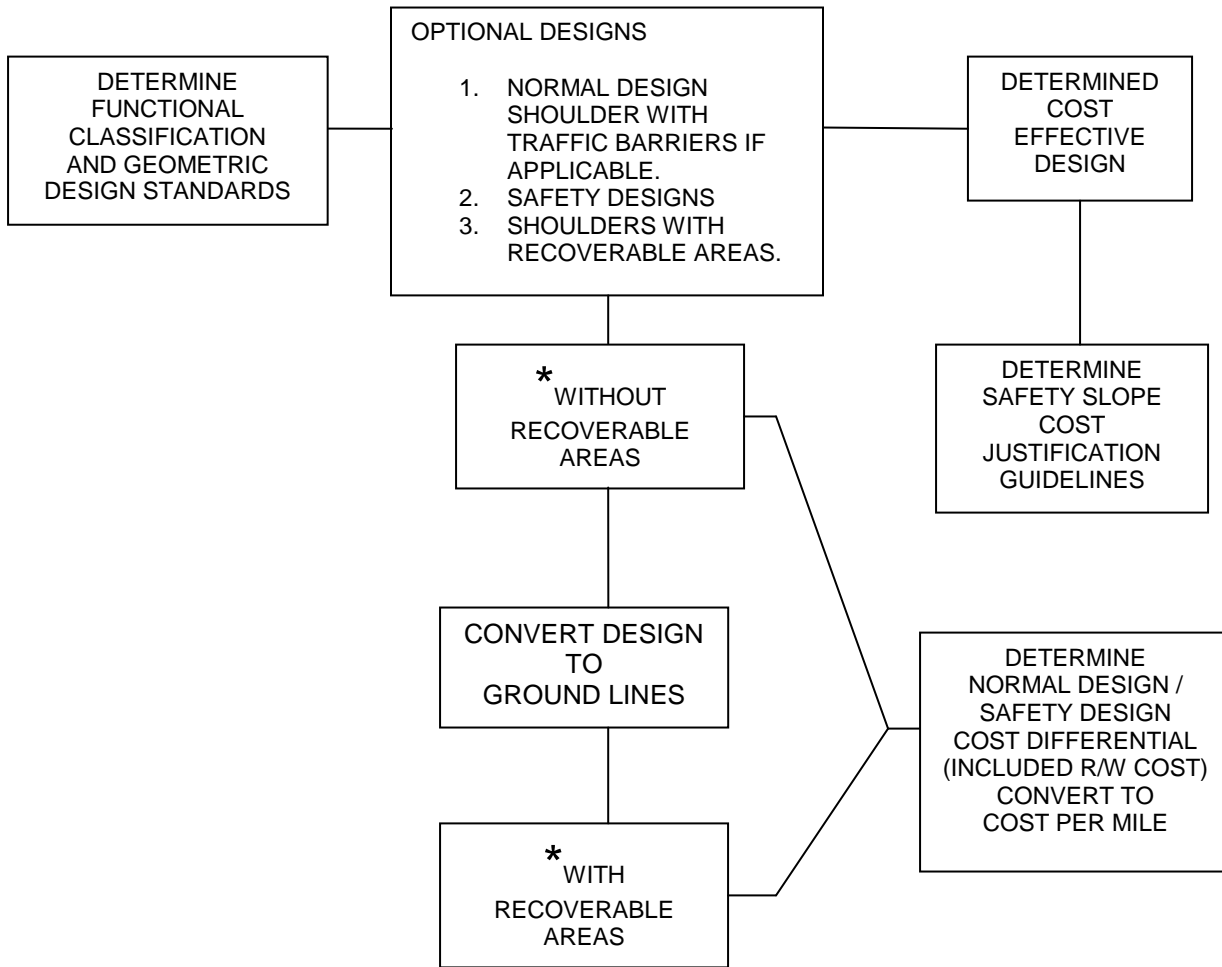 DETERMINE
FUNCTIONAL
CLASSIFICATION
AND GEOMETRIC
DESIGN STANDARDS
OPTIONAL DESIGNS
1. NORMAL DESIGN
SHOULDER WITH
TRAFFIC BARRIERS IF
APPLICABLE.
2. SAFETY DESIGNS
3. SHOULDERS WITH
RECOVERABLE AREAS.
DETERMINED
COST
EFFECTIVE
DESIGN
*WITHOUT
RECOVERABLE
AREAS
DETERMINE
SAFETY SLOPE
COST
JUSTIFICATION
GUIDELINES
CONVERT DESIGN
TO
GROUND LINES
DETERMINE
NORMAL DESIGN /
SAFETY DESIGN
COST DIFFERENTIAL
(INCLUDED R/W COST)
CONVERT TO
COST PER MILE
*WITH
RECOVERABLE
AREAS